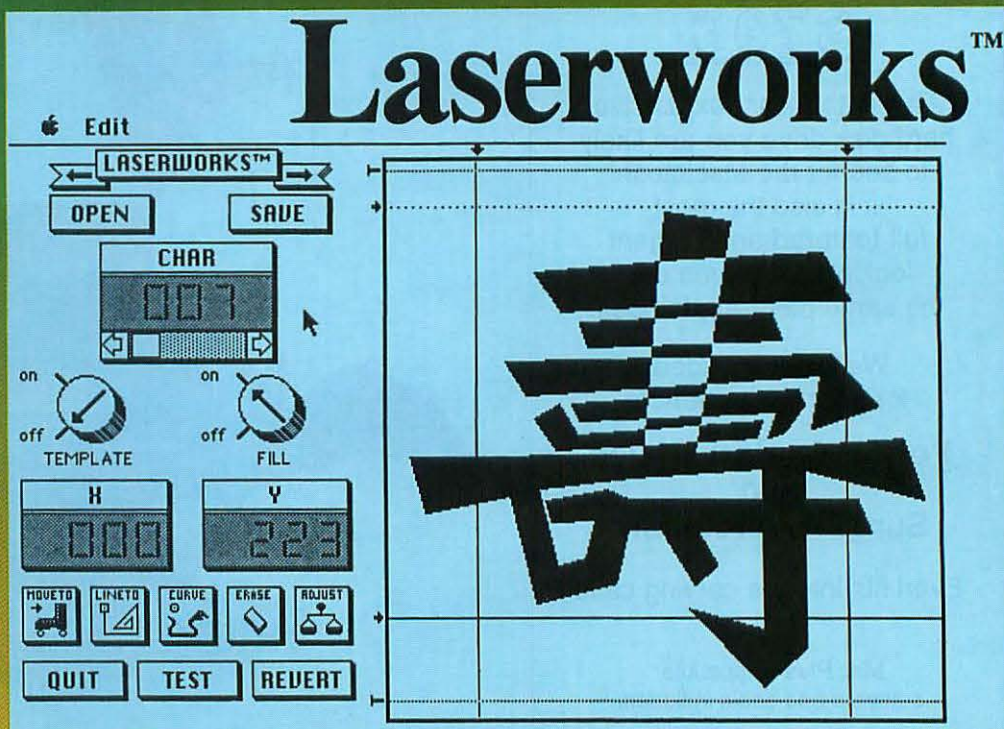 Laserworks™
Edit
LASERWORKS™
OPEN SAVE
CHAR
007
on on
off off
TEMPLATE FILL
X Y
000 223
MOVETO LINETO CURVE ERASE ADJUST
QUIT TEST REVERT
壽